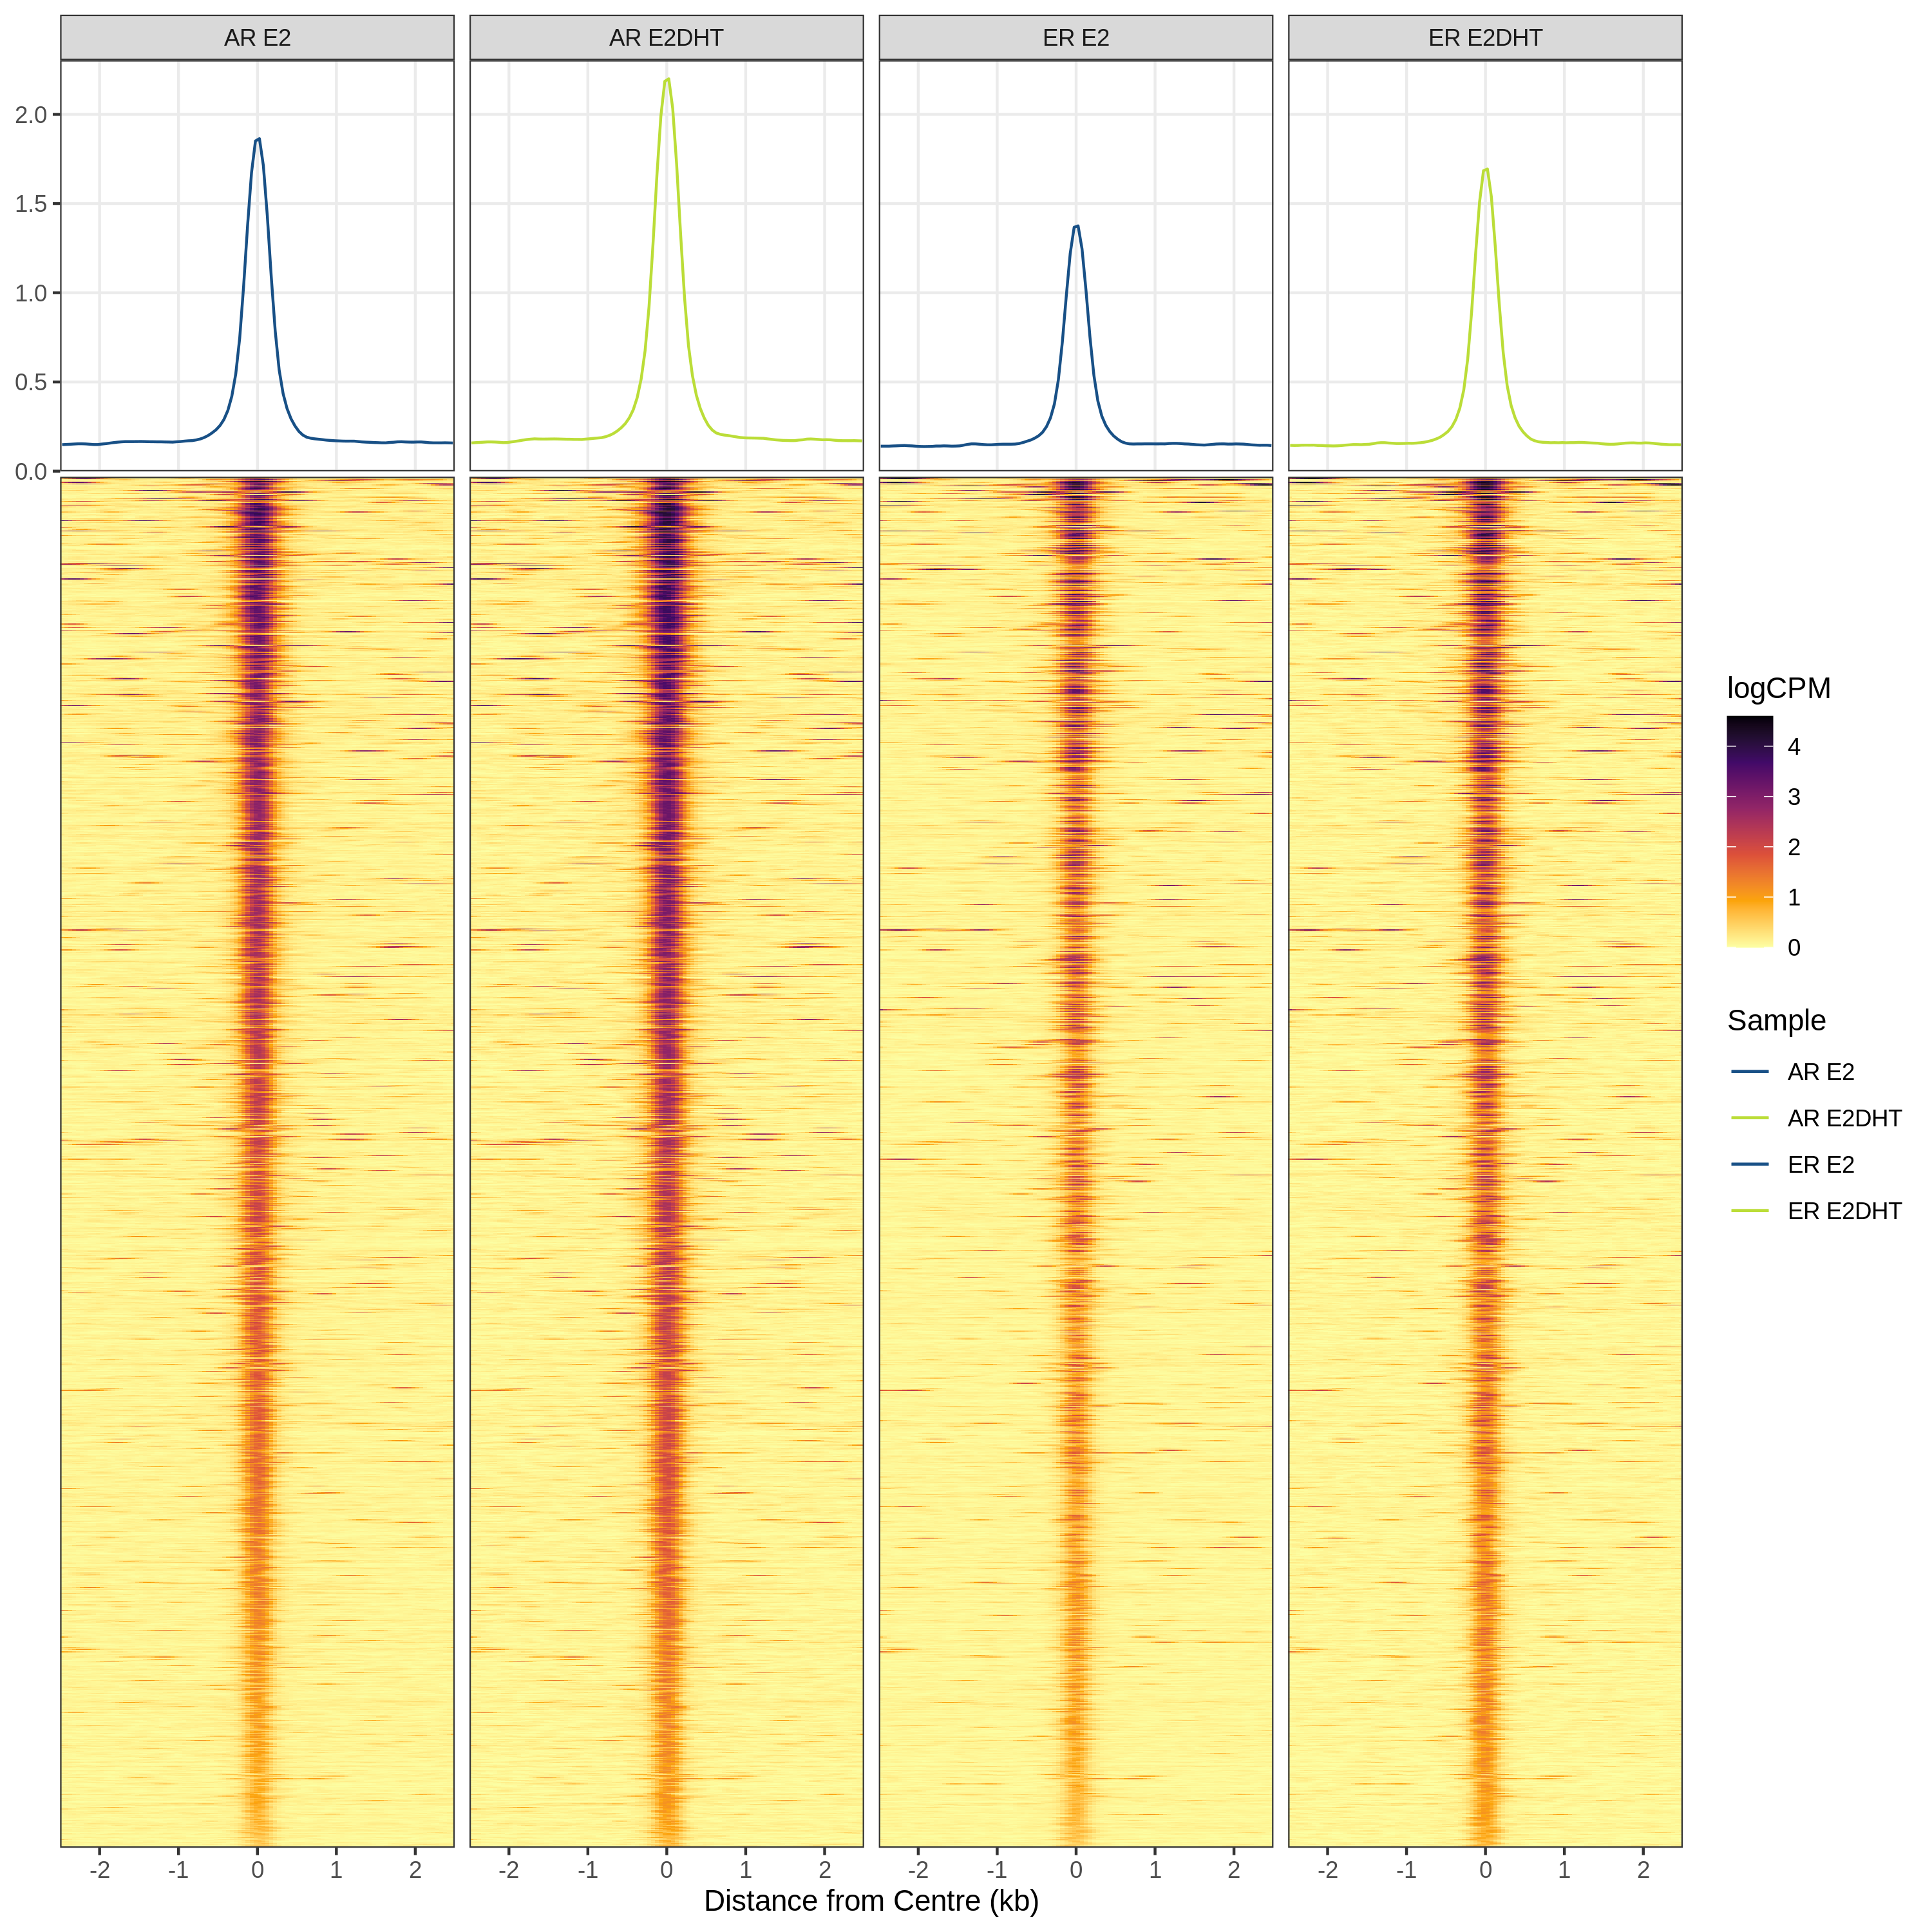 AR E2
AR E2DHT
ER E2
ER E2DHT
2.0
1.5
1.0
0.5
0.0
logCPM
4
3
2
1
0
Sample
AR E2
AR E2DHT
ER E2
ER E2DHT
-2 -1 0 1 2
-2 -1 0 1 2
-2 -1 0 1 2
-2 -1 0 1 2
Distance from Centre (kb)